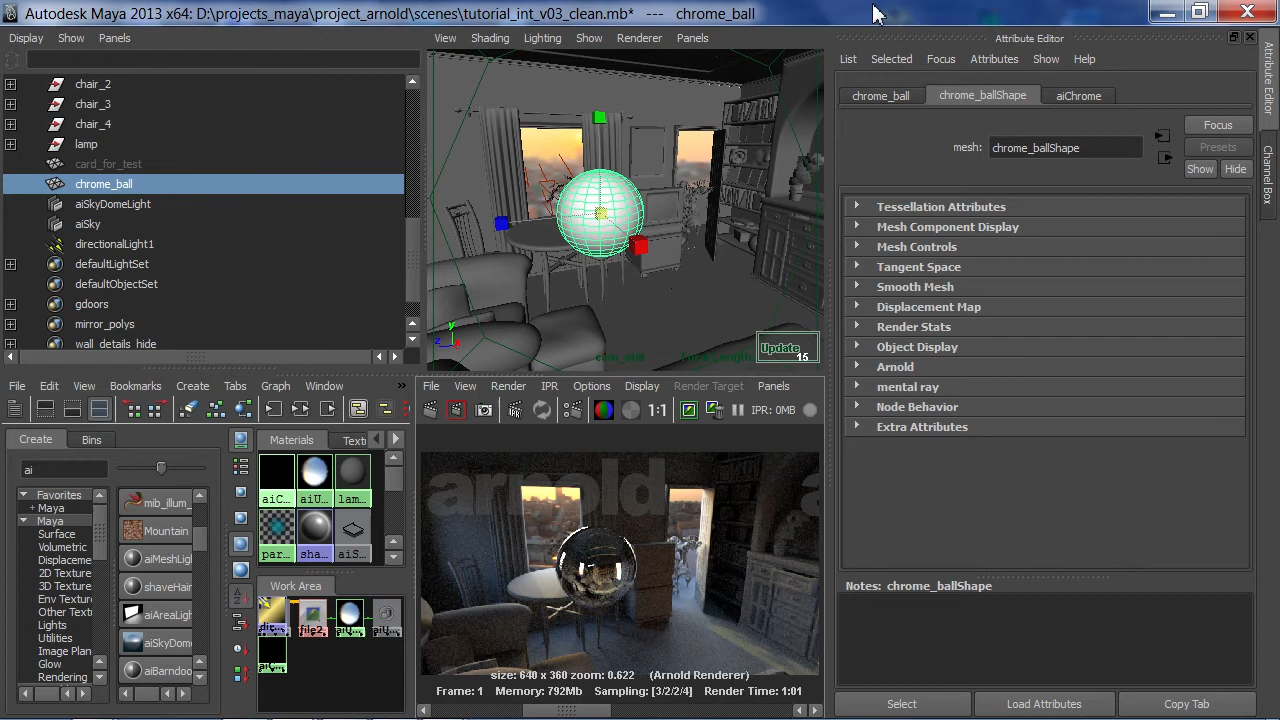 Autodesk Maya 2013 x64: D:\projects_maya\project_arnold\scenes\tutorial_int_v03_clean.mb* --- chrome_ball
Display Show Panels
chair_2
chair_3
chair_4
lamp
card_for_test
chrome_ball
aiSkyDomeLight
aiSky
directionalLight1
defaultLightSet
defaultObjectSet
gdoors
mirror_polys
wall_details_hide
View Shading Lighting Show Renderer Panels
y
z
Update
15
Attribute Editor
List Selected Focus Attributes Show Help
chrome_ball chrome_ballShape aiChrome
mesh: chrome_ballShape
Focus
Presets
Show Hide
Tessellation Attributes
Mesh Component Display
Mesh Controls
Tangent Space
Smooth Mesh
Displacement Map
Render Stats
Object Display
Arnold
mental ray
Node Behavior
Extra Attributes
Notes: chrome_ballShape
Select Load Attributes Copy Tab
Attribute Editor
Channel Box
File Edit View Bookmarks Create Tabs Graph Window »
Create Bins
ai
Favorites
+ Maya
Maya
Surface
Volumetric
Displaceme
2D Texture
3D Texture
Env Texture
Other Textu
Lights
Utilities
Image Plan
Glow
Rendering
mib_illum_
Mountain
aiMeshLigh
shaveHair
aiAreaLigh
aiSkyDome
aiBarndoo
Materials Textu
aiC... aiU... lam...
par... sha... aiS...
Work Area
File View Render IPR Options Display Render Target Panels
1:1
IPR: 0MB
arnold
size: 640 x 360 zoom: 0.622 (Arnold Renderer)
Frame: 1 Memory: 792Mb Sampling: [3/2/2/4] Render Time: 1:01